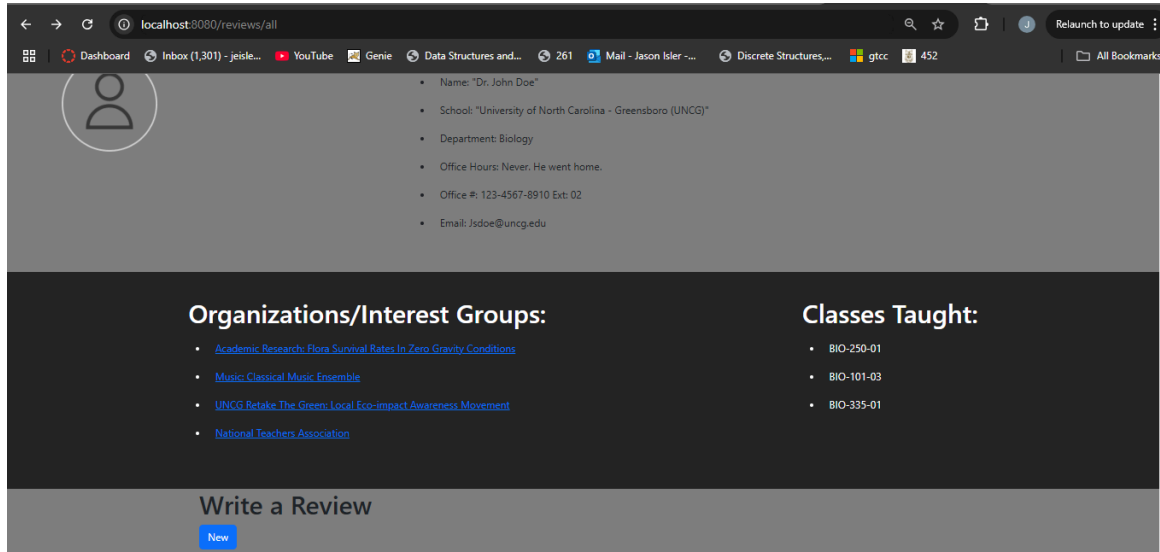 localhost:8080/reviews/all
J
Relaunch to update
Dashboard
Inbox (1,301) - jeisle...
YouTube
Genie
Data Structures and...
261
Mail - Jason Isler -...
Discrete Structures,...
gtcc
452
All Bookmarks
Name: "Dr. John Doe"
School: "University of North Carolina - Greensboro (UNCG)"
Department: Biology
Office Hours: Never. He went home.
Office #: 123-4567-8910 Ext: 02
Email: Jsdoe@uncg.edu
Organizations/Interest Groups:
Academic Research: Flora Survival Rates In Zero Gravity Conditions
Music: Classical Music Ensemble
UNCG Retake The Green: Local Eco-impact Awareness Movement
National Teachers Association
Classes Taught:
BIO-250-01
BIO-101-03
BIO-335-01
Write a Review
New